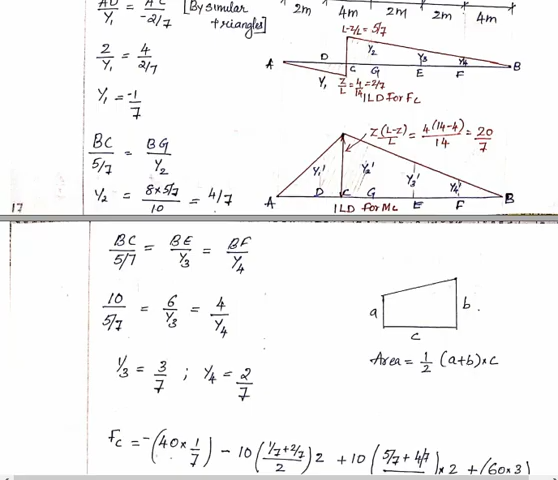 AD/Y₁ = AC/-2/7 [By similar triangles]
2m 4m 2m 2m 4m
2/Y₁ = 4/2/7
Y₁ = -1/7
BC/5/7 = BG/Y₂
Y₂ = 8×5/7/10 = 4/7
17
L-Z/L = 5/7
A D C G E F B
Y₁ Y₂ Y₃ Y₄
Z/L = 4/14 = 2/7
ILD for Fc
Z(L-Z)/L = 4(14-4)/14 = 20/7
Y₁' Y₂' Y₃' Y₄'
A D C G E F B
ILD for Mc
BC/5/7 = BE/Y₃ = BF/Y₄
10/5/7 = 6/Y₃ = 4/Y₄
Y₃ = 3/7 ; Y₄ = 2/7
a b
c
Area = 1/2 (a+b)×c
Fc = -(40×1/7) - 10(1/7+2/7/2)2 + 10(5/7+4/7)×2 + (60×3)